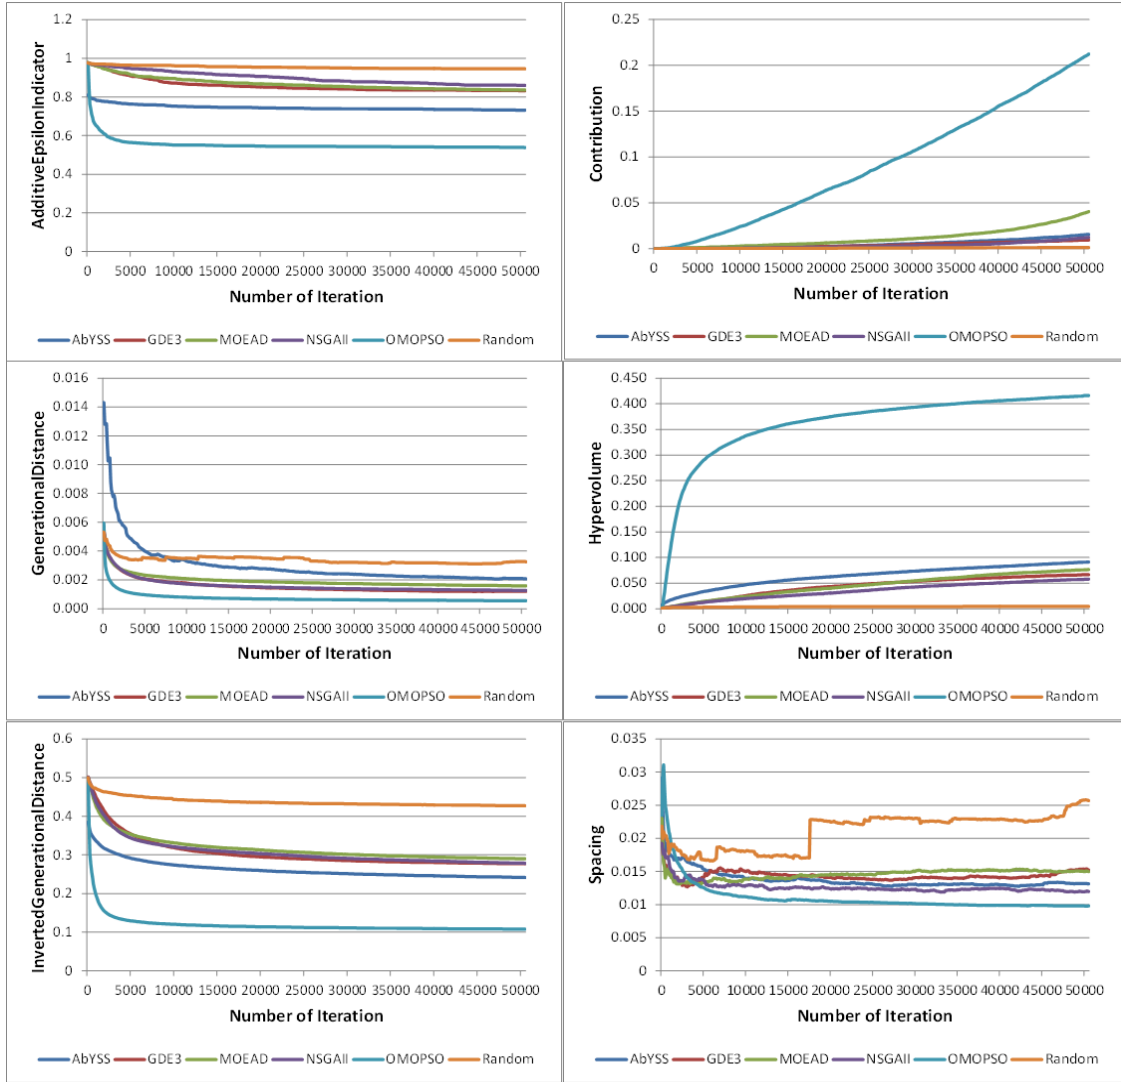 1.2
1
0.8
0.6
0.4
0.2
0
AdditiveEpsilonIndicator
0 5000 10000 15000 20000 25000 30000 35000 40000 45000 50000
Number of Iteration
AbYSS GDE3 MOEAD NSGAII OMOPSO Random
0.25
0.2
0.15
0.1
0.05
0
Contribution
0 5000 10000 15000 20000 25000 30000 35000 40000 45000 50000
Number of Iteration
AbYSS GDE3 MOEAD NSGAII OMOPSO Random
0.016
0.014
0.012
0.010
0.008
0.006
0.004
0.002
0.000
GenerationalDistance
0 5000 10000 15000 20000 25000 30000 35000 40000 45000 50000
Number of Iteration
AbYSS GDE3 MOEAD NSGAII OMOPSO Random
0.450
0.400
0.350
0.300
0.250
0.200
0.150
0.100
0.050
0.000
Hypervolume
0 5000 10000 15000 20000 25000 30000 35000 40000 45000 50000
Number of Iteration
AbYSS GDE3 MOEAD NSGAII OMOPSO Random
0.6
0.5
0.4
0.3
0.2
0.1
0
InvertedGenerationalDistance
0 5000 10000 15000 20000 25000 30000 35000 40000 45000 50000
Number of Iteration
AbYSS GDE3 MOEAD NSGAII OMOPSO Random
0.035
0.03
0.025
0.02
0.015
0.01
0.005
0
Spacing
0 5000 10000 15000 20000 25000 30000 35000 40000 45000 50000
Number of Iteration
AbYSS GDE3 MOEAD NSGAII OMOPSO Random